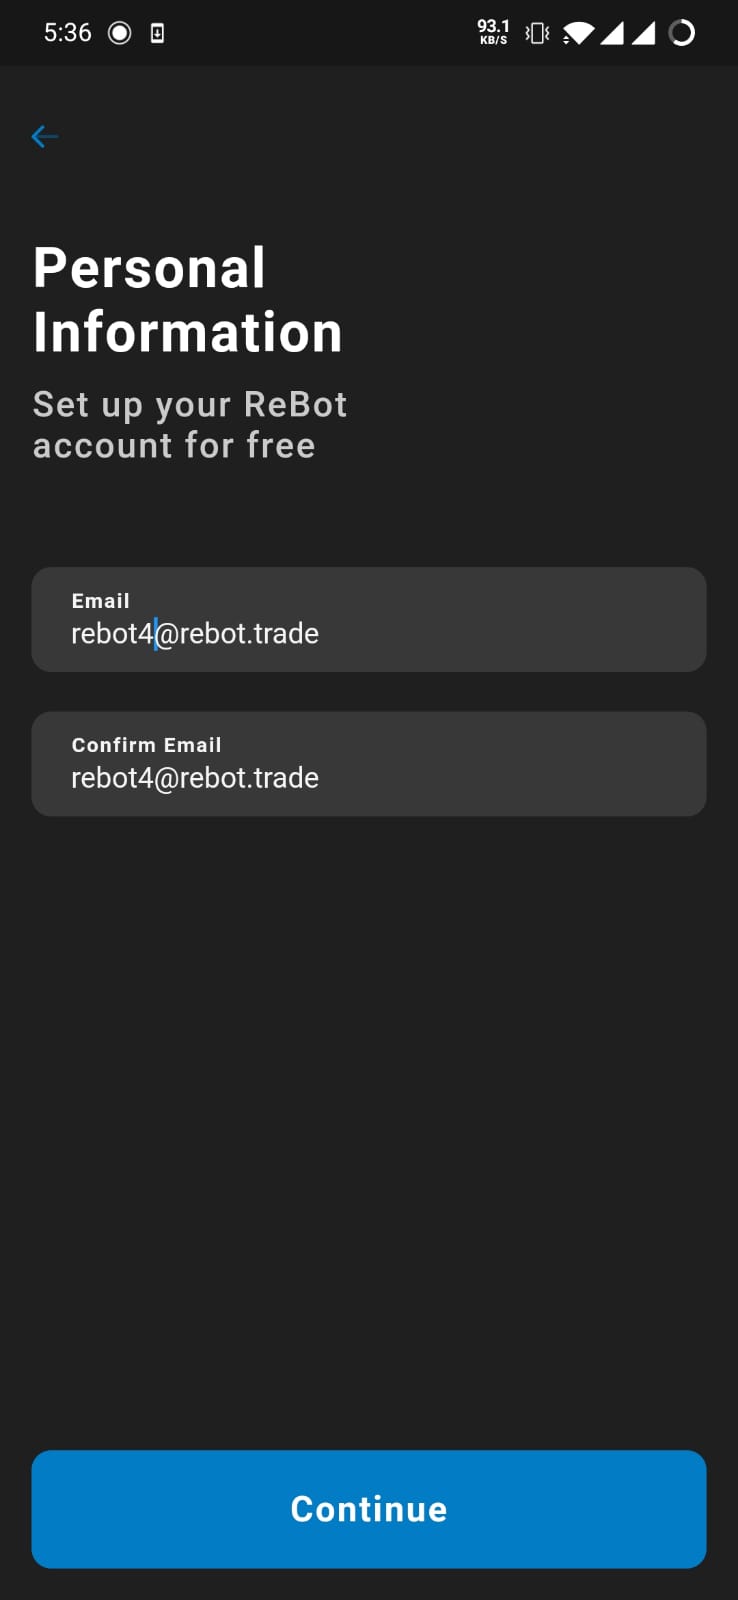 5:36
93.1
KB/S
Personal
Information
Set up your ReBot
account for free
Email
rebot4@rebot.trade
Confirm Email
rebot4@rebot.trade
Continue